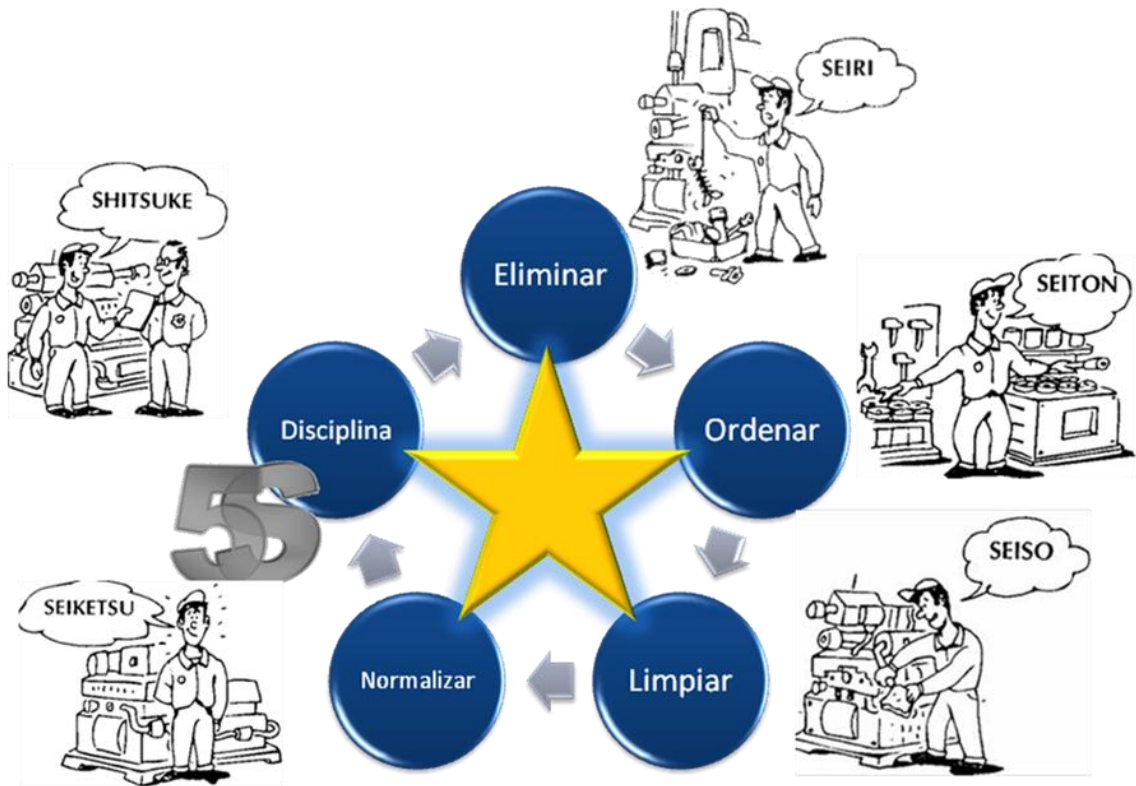 SEIRI
SHITSUKE
Eliminar
SEITON
Disciplina
Ordenar
5S
SEISO
SEIKETSU
Normalizar
Limpiar